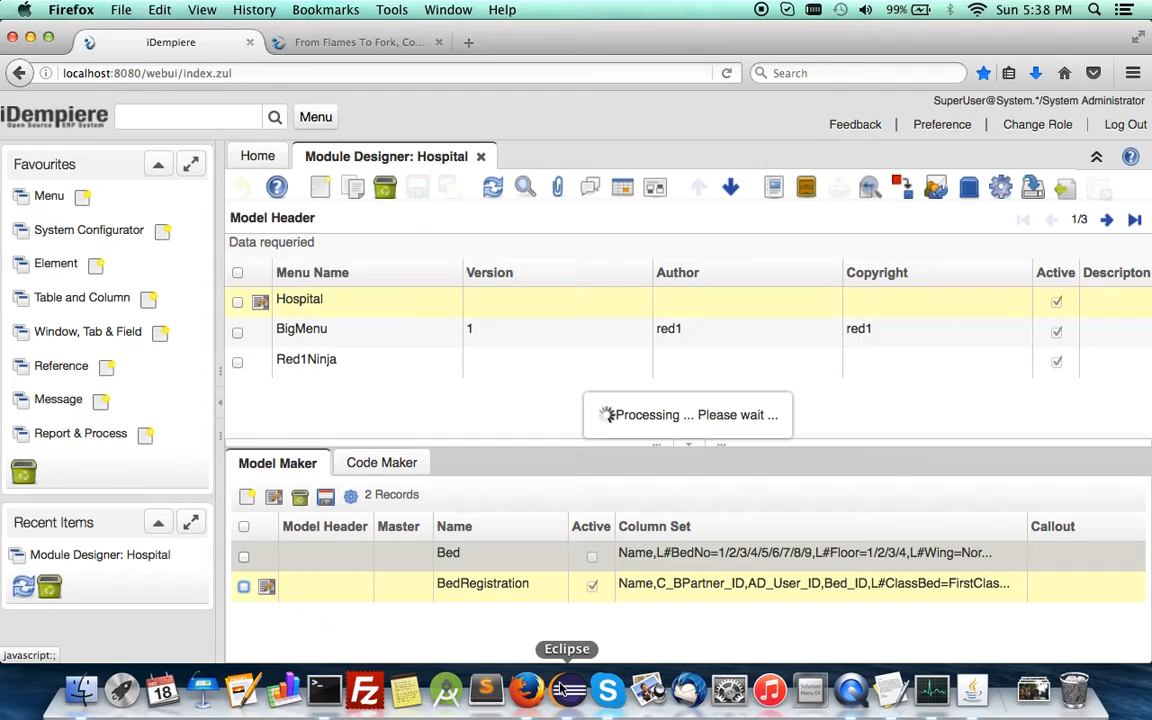 Firefox File Edit View History Bookmarks Tools Window Help 99% Sun 5:38 PM
iDempiere From Flames To Fork, Co...
localhost:8080/webui/index.zul Search
SuperUser@System.*/System Administrator
iDempiere Menu
Open Source ERP System
Feedback | Preference | Change Role | Log Out
Favourites
Menu
System Configurator
Element
Table and Column
Window, Tab & Field
Reference
Message
Report & Process
Recent Items
Module Designer: Hospital
javascript:;
Home Module Designer: Hospital
Model Header 1/3
Data requeried
Menu Name Version Author Copyright Active Descripton
Hospital
BigMenu 1 red1 red1
Red1Ninja
Processing ... Please wait ...
Model Maker Code Maker
2 Records
Model Header Master Name Active Column Set Callout
Bed Name,L#BedNo=1/2/3/4/5/6/7/8/9,L#Floor=1/2/3/4,L#Wing=Nor...
BedRegistration Name,C_BPartner_ID,AD_User_ID,Bed_ID,L#ClassBed=FirstClas...
Eclipse